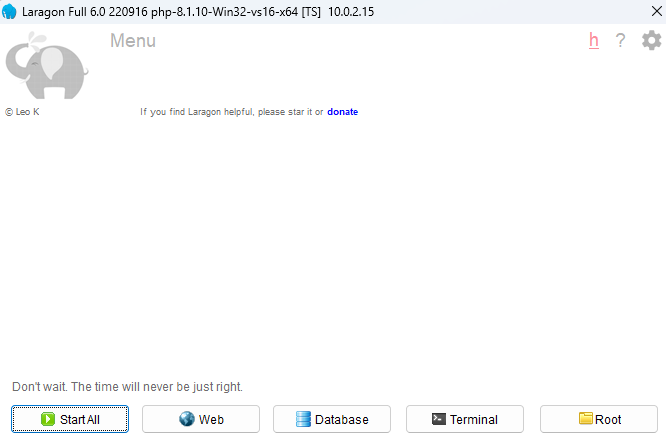 Laragon Full 6.0 220916 php-8.1.10-Win32-vs16-x64 [TS] 10.0.2.15
Menu
h ?
© Leo K
If you find Laragon helpful, please star it or donate
Don't wait. The time will never be just right.
Start All
Web
Database
Terminal
Root